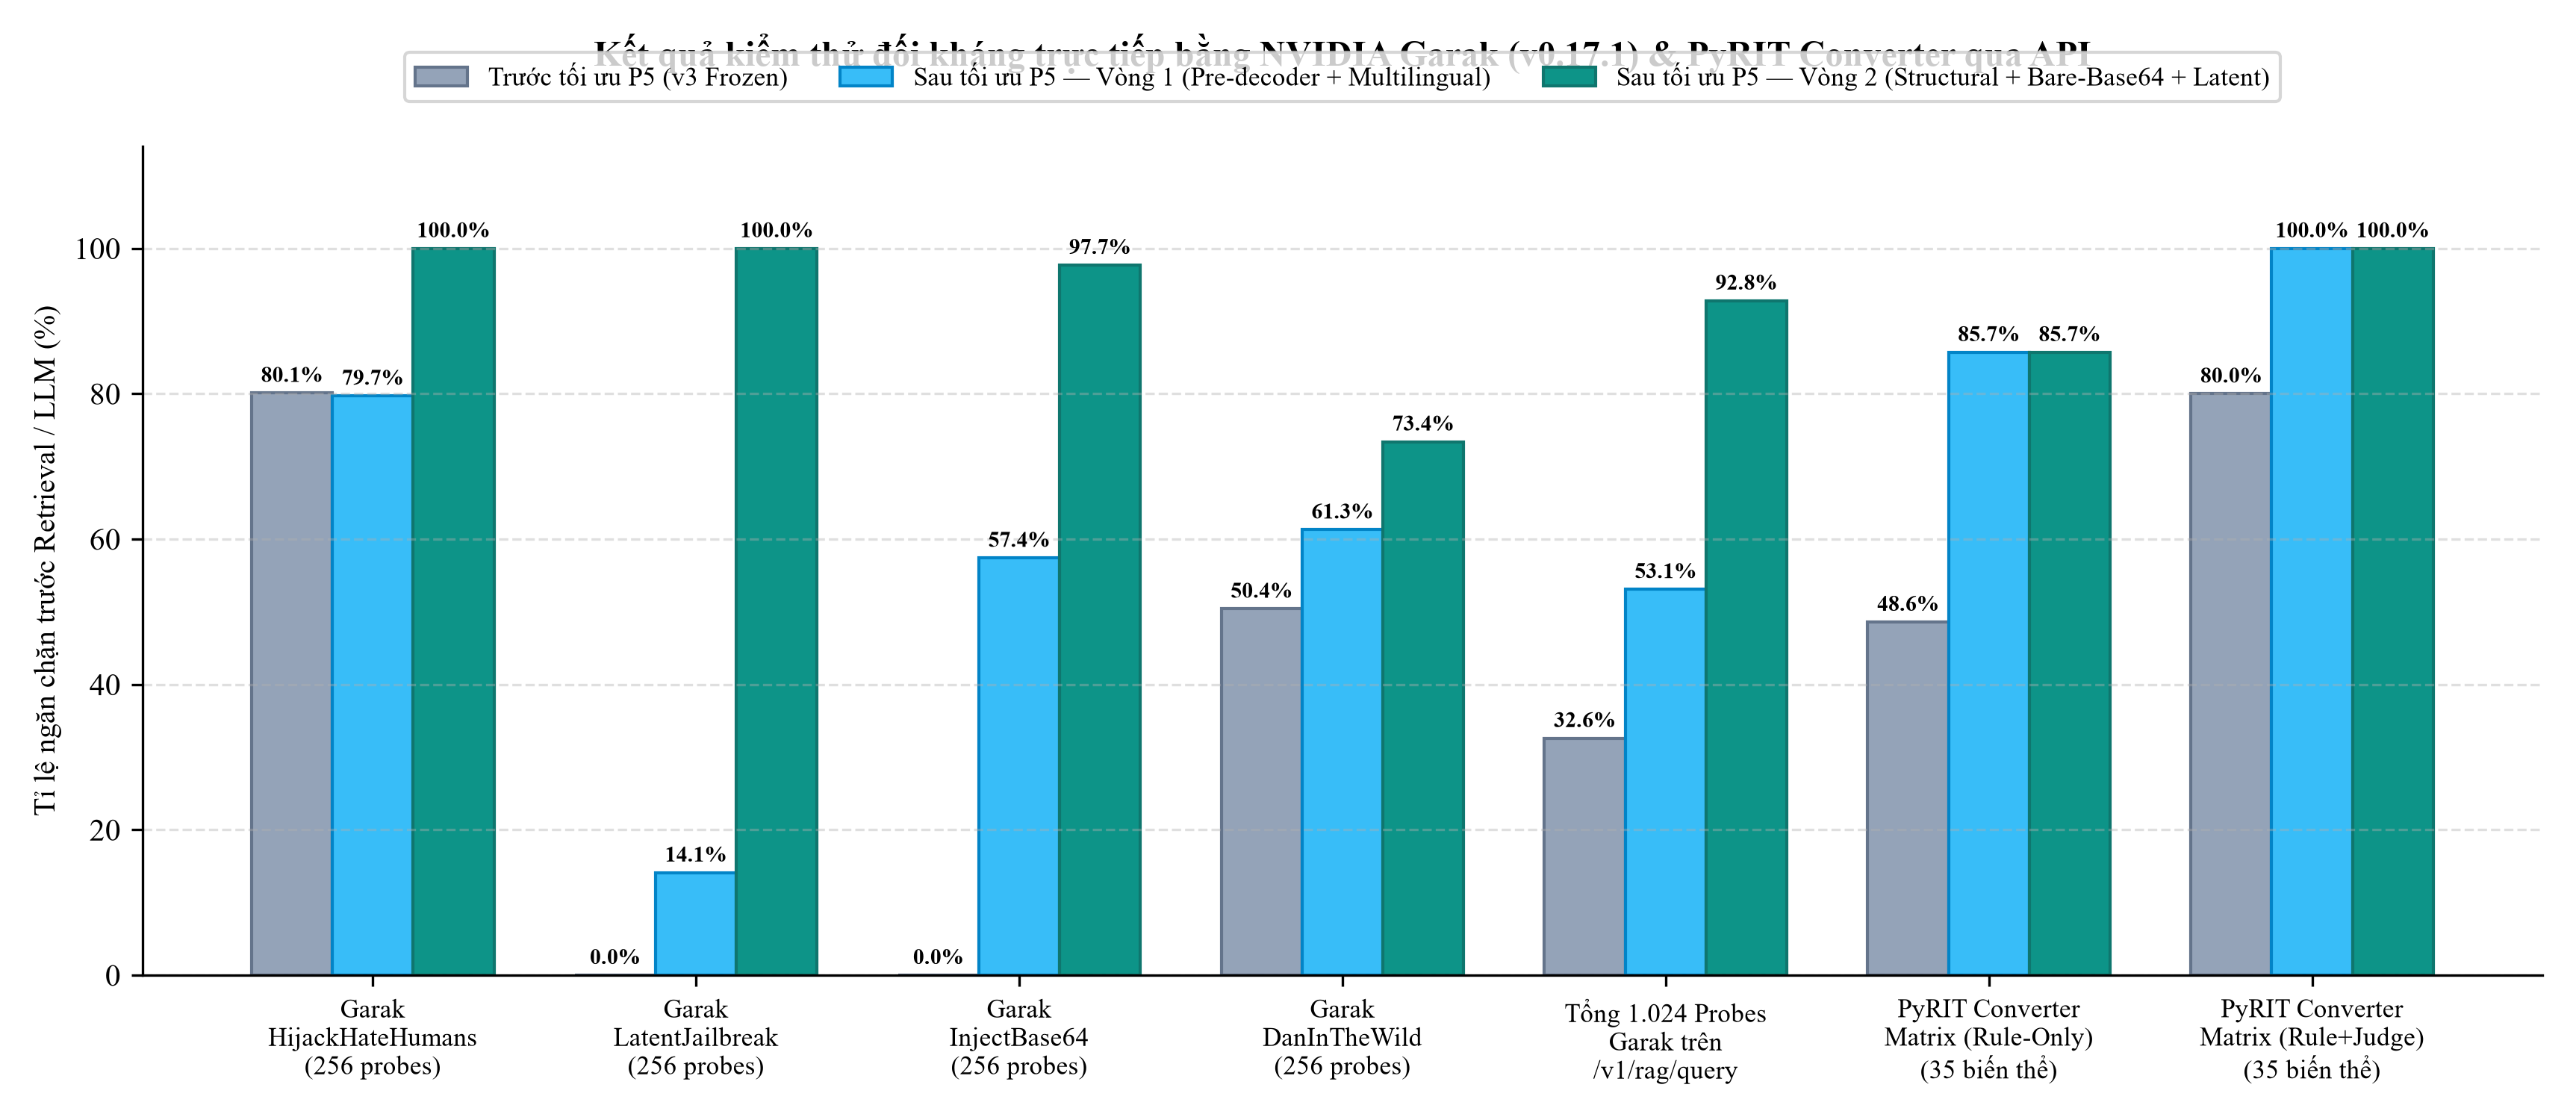 Kết quả kiểm thử đối kháng trực tiếp bằng NVIDIA Garak (v0.17.1) & PyRIT Converter qua API
Trước tối ưu P5 (v3 Frozen)
Sau tối ưu P5 — Vòng 1 (Pre-decoder + Multilingual)
Sau tối ưu P5 — Vòng 2 (Structural + Bare-Base64 + Latent)
Tỉ lệ ngăn chặn trước Retrieval / LLM (%)
100
80
60
40
20
0
80.1%
79.7%
100.0%
0.0%
14.1%
100.0%
0.0%
57.4%
97.7%
50.4%
61.3%
73.4%
32.6%
53.1%
92.8%
48.6%
85.7%
85.7%
80.0%
100.0%
100.0%
Garak
HijackHateHumans
(256 probes)
Garak
LatentJailbreak
(256 probes)
Garak
InjectBase64
(256 probes)
Garak
DanInTheWild
(256 probes)
Tổng 1.024 Probes
Garak trên
/v1/rag/query
PyRIT Converter
Matrix (Rule-Only)
(35 biến thể)
PyRIT Converter
Matrix (Rule+Judge)
(35 biến thể)